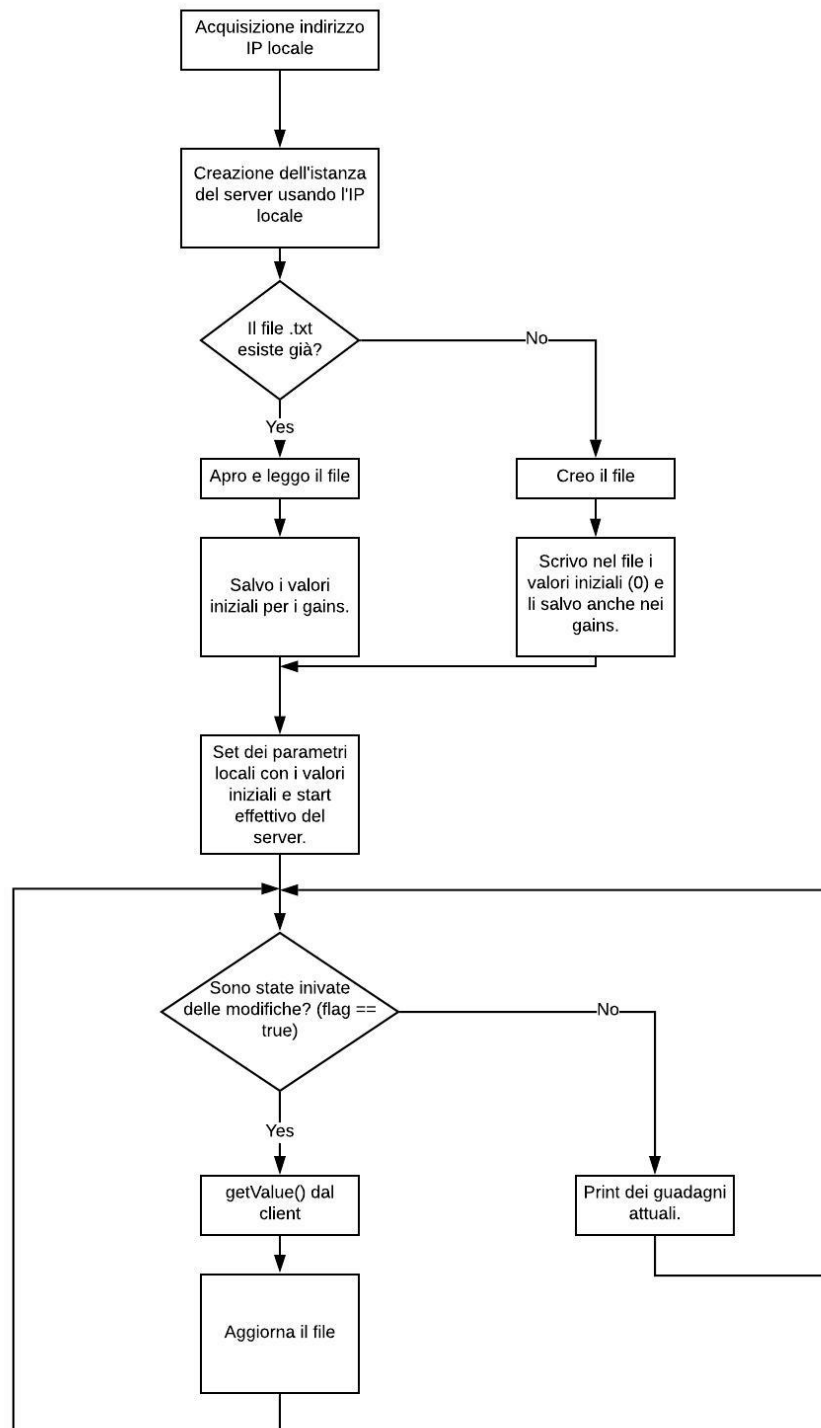 Acquisizione indirizzo
IP locale
Creazione dell'istanza
del server usando l'IP
locale
Il file .txt
esiste già?
No
Yes
Apro e leggo il file
Creo il file
Salvo i valori
iniziali per i gains.
Scrivo nel file i
valori iniziali (0) e
li salvo anche nei
gains.
Set dei parametri
locali con i valori
iniziali e start
effettivo del
server.
Sono state inivate
delle modifiche? (flag ==
true)
No
Yes
getValue() dal
client
Print dei guadagni
attuali.
Aggiorna il file